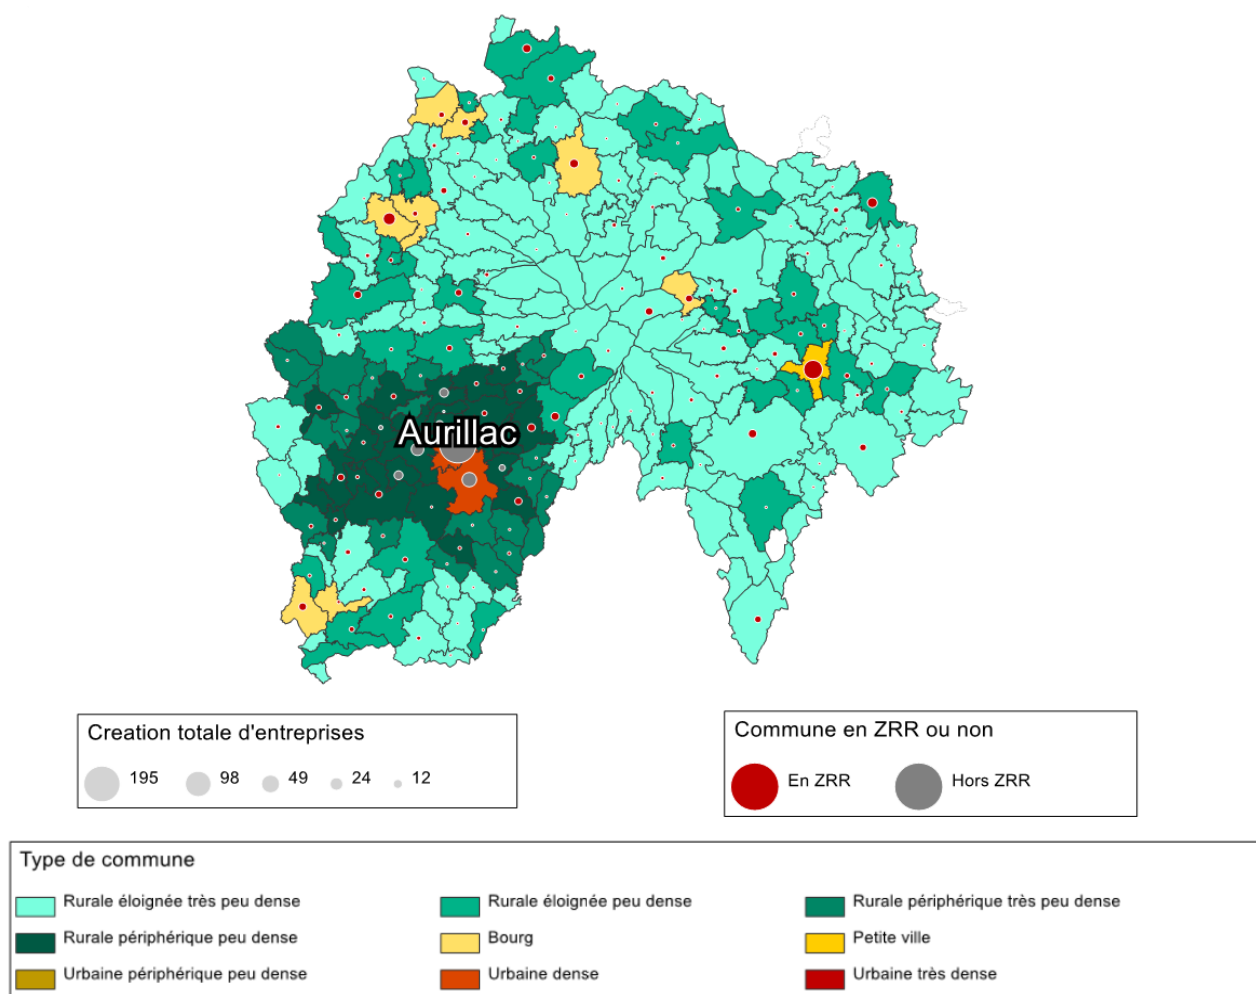 Aurillac
Creation totale d'entreprises
195 98 49 24 12
Commune en ZRR ou non
En ZRR Hors ZRR
Type de commune
Rurale éloignée très peu dense Rurale éloignée peu dense Rurale périphérique très peu dense
Rurale périphérique peu dense Bourg Petite ville
Urbaine périphérique peu dense Urbaine dense Urbaine très dense